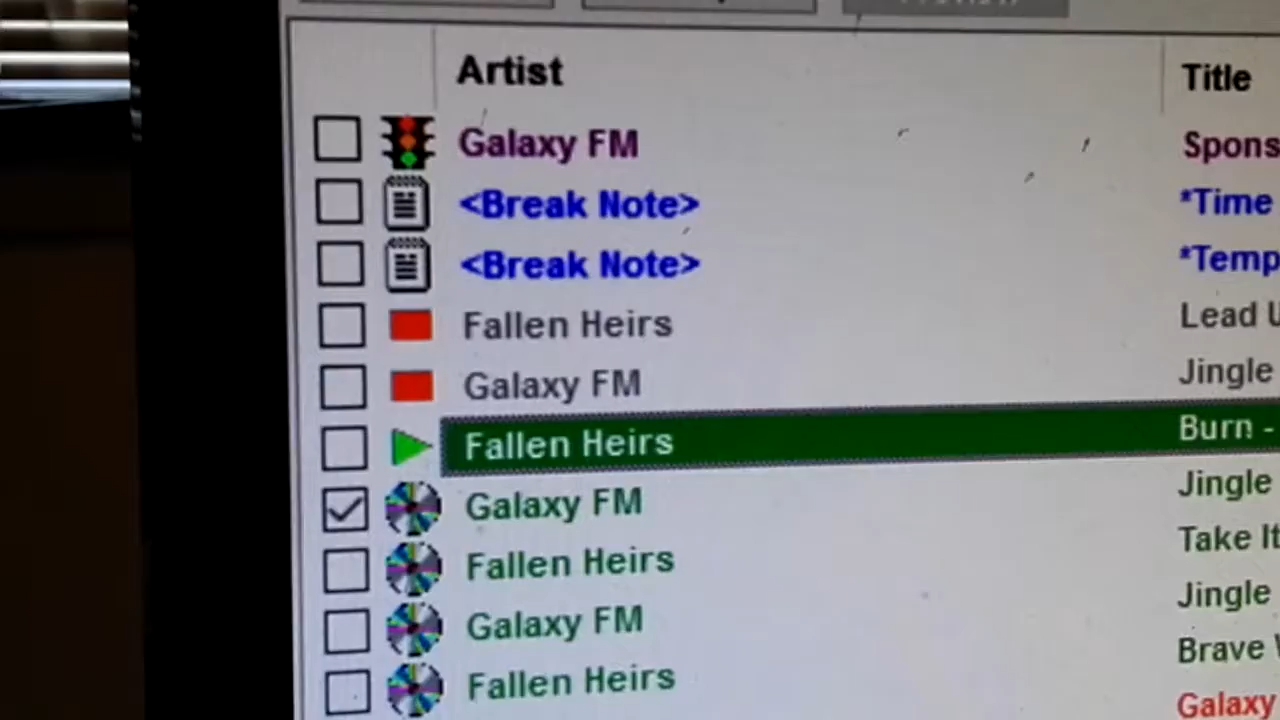 Artist Title
Galaxy FM Spons
<Break Note> *Time
<Break Note> *Temp
Fallen Heirs Lead U
Galaxy FM Jingle
Fallen Heirs Burn -
Galaxy FM Jingle
Fallen Heirs Take It
Galaxy FM Jingle
Fallen Heirs Brave
Galaxy